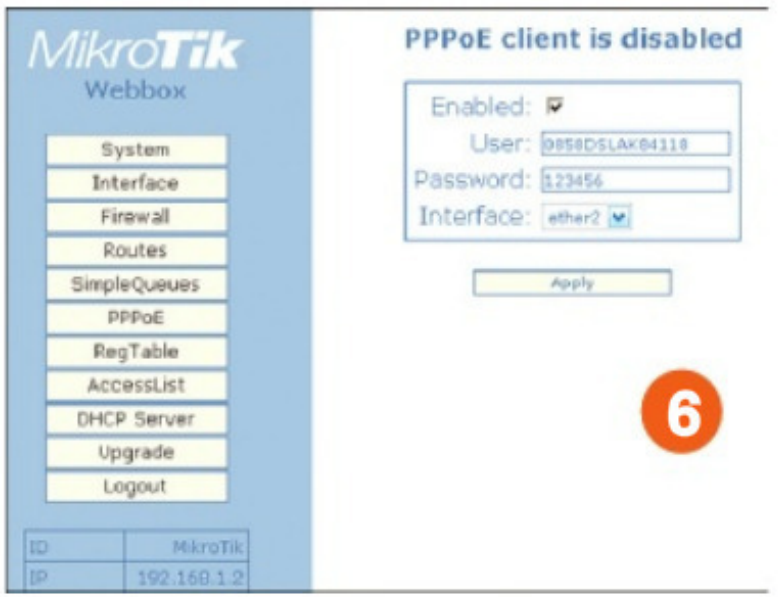 MikroTik
Webbox
System
Interface
Firewall
Routes
SimpleQueues
PPPoE
RegTable
AccessList
DHCP Server
Upgrade
Logout
ID MikroTik
IP 192.168.1.2
PPPoE client is disabled
Enabled:
User: 0858DSLAK84118
Password: 123456
Interface: ether2
Apply
6